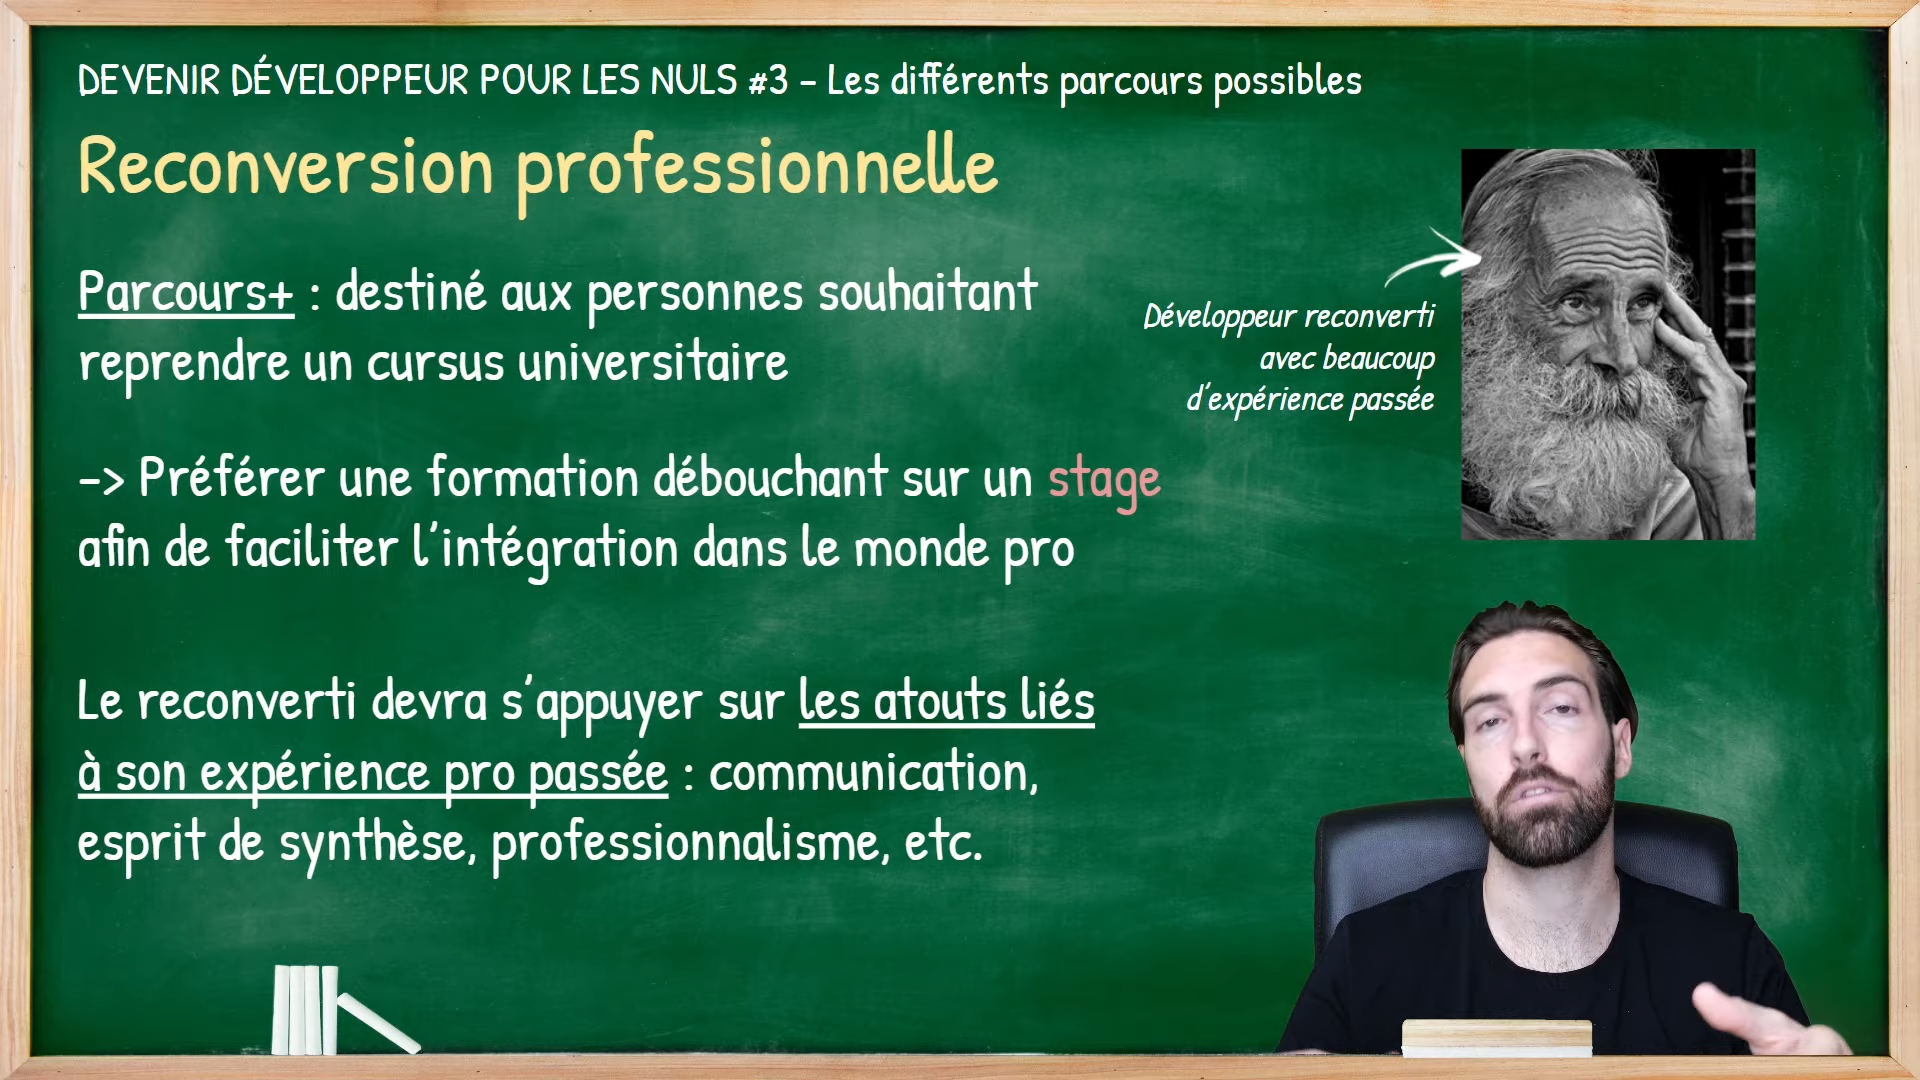 DEVENIR DÉVELOPPEUR POUR LES NULS #3 – Les différents parcours possibles
Reconversion professionnelle
Parcours+ : destiné aux personnes souhaitant
reprendre un cursus universitaire
Développeur reconverti
avec beaucoup
d'expérience passée
-> Préférer une formation débouchant sur un stage
afin de faciliter l'intégration dans le monde pro
Le reconverti devra s'appuyer sur les atouts liés
à son expérience pro passée : communication,
esprit de synthèse, professionnalisme, etc.